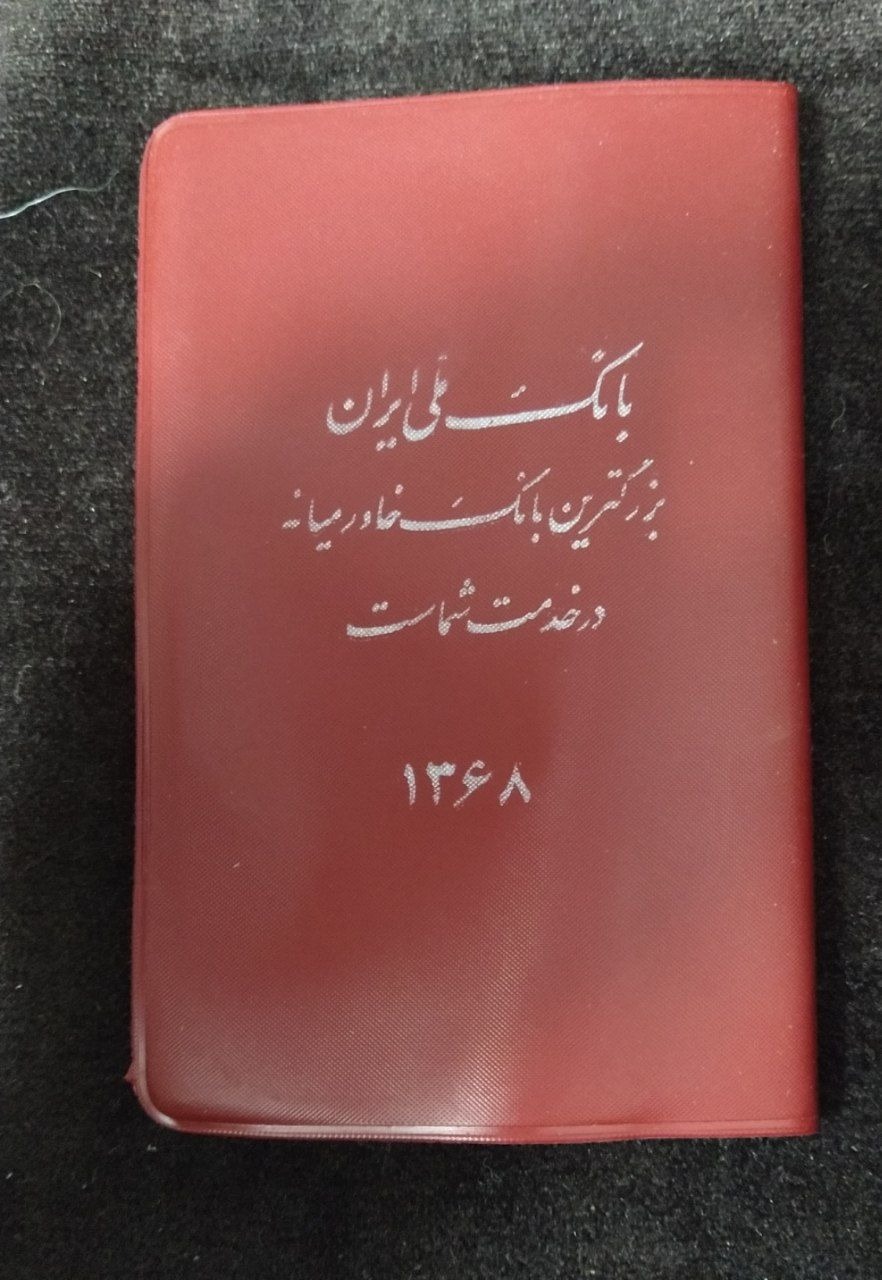 بانک ملی ایران
بزرگترین بانک خاورمیانه
در خدمت شماست
۱۳۶۸